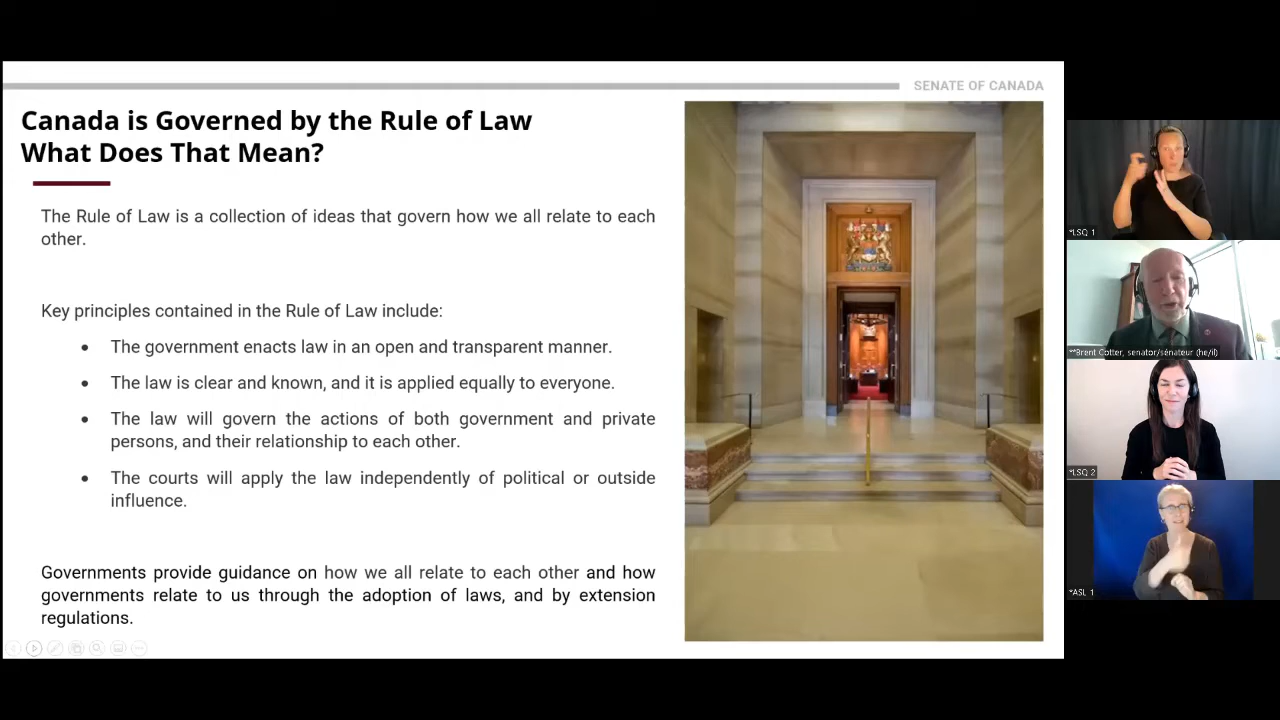 SENATE OF CANADA
Canada is Governed by the Rule of Law
What Does That Mean?
The Rule of Law is a collection of ideas that govern how we all relate to each
other.
Key principles contained in the Rule of Law include:
• The government enacts law in an open and transparent manner.
• The law is clear and known, and it is applied equally to everyone.
• The law will govern the actions of both government and private
persons, and their relationship to each other.
• The courts will apply the law independently of political or outside
influence.
Governments provide guidance on how we all relate to each other and how
governments relate to us through the adoption of laws, and by extension
regulations.
*LSQ 1
**Brent Cotter, senator/sénateur (he/il)
*LSQ 2
*ASL 1